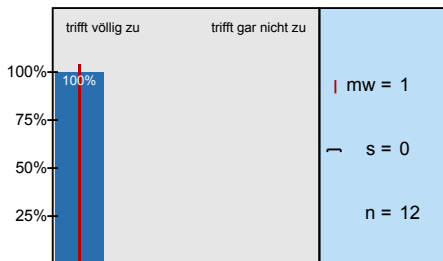 trifft völlig zu trifft gar nicht zu
100%
100%
75%
50%
25%
mw = 1
s = 0
n = 12